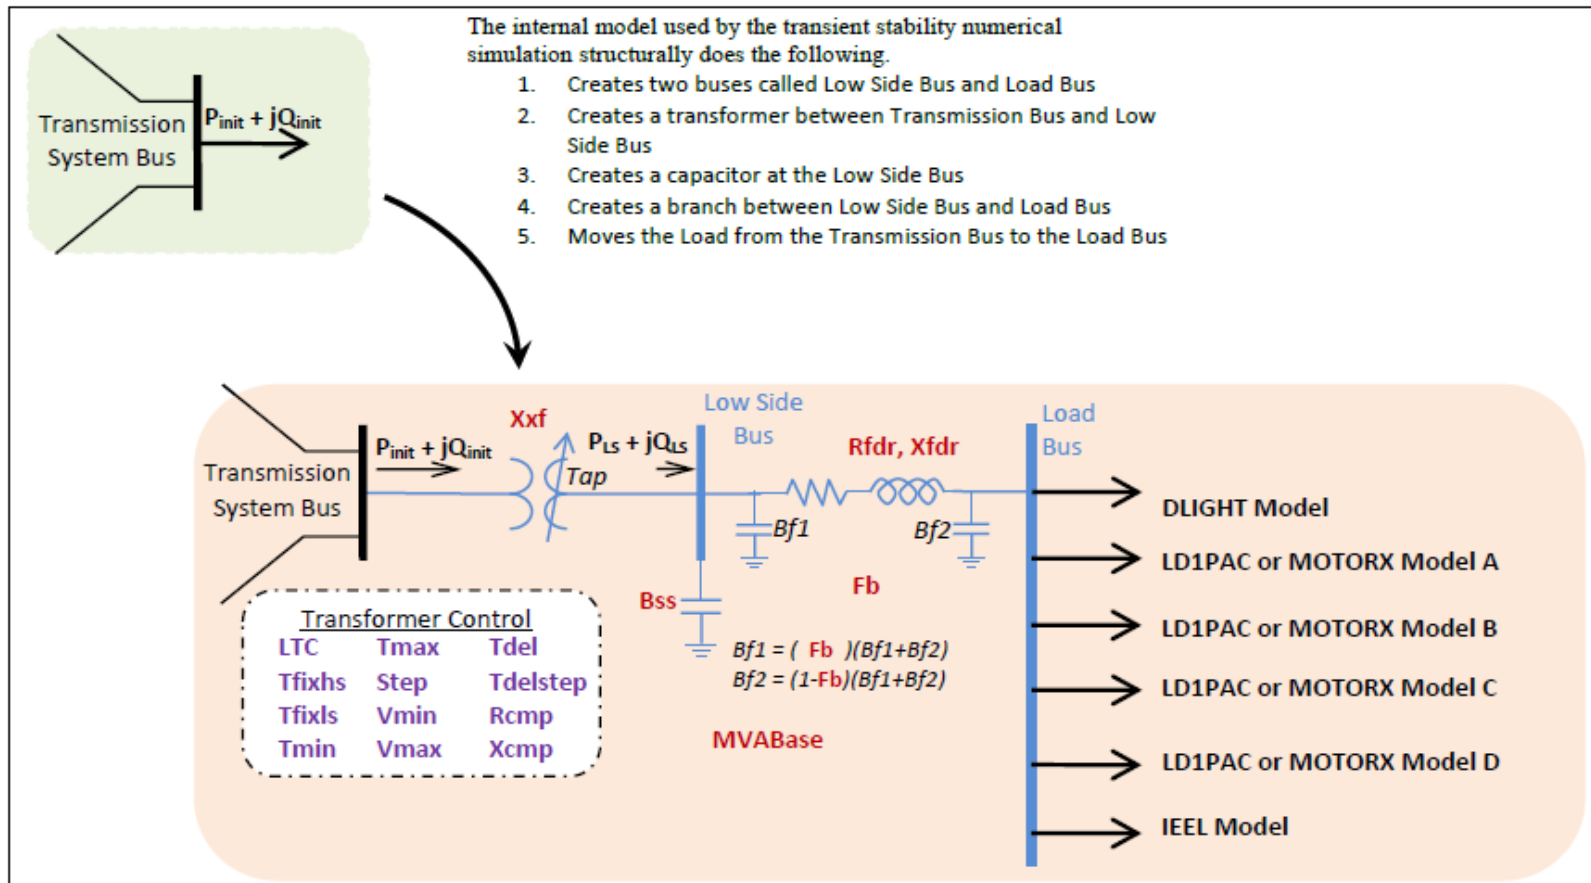 The internal model used by the transient stability numerical
simulation structurally does the following.
1. Creates two buses called Low Side Bus and Load Bus
2. Creates a transformer between Transmission Bus and Low
Side Bus
3. Creates a capacitor at the Low Side Bus
4. Creates a branch between Low Side Bus and Load Bus
5. Moves the Load from the Transmission Bus to the Load Bus
Transmission
System Bus
Pinit + jQinit
Transmission
System Bus
Pinit + jQinit
Xxf
Tap
PLS + jQLS
Low Side
Bus
Rfdr, Xfdr
Load
Bus
Bf1
Bf2
Bss
Fb
Bf1 = ( Fb )(Bf1+Bf2)
Bf2 = (1-Fb)(Bf1+Bf2)
MVABase
Transformer Control
LTC Tmax Tdel
Tfixhs Step Tdelstep
Tfixls Vmin Rcmp
Tmin Vmax Xcmp
DLIGHT Model
LD1PAC or MOTORX Model A
LD1PAC or MOTORX Model B
LD1PAC or MOTORX Model C
LD1PAC or MOTORX Model D
IEEL Model